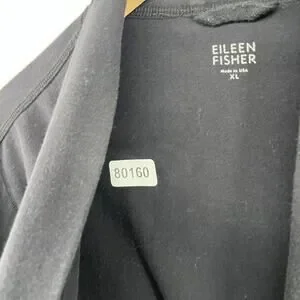 EILEEN
FISHER
Made in USA
XL
80160